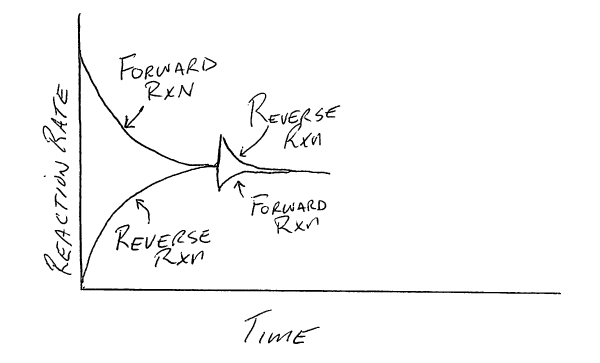 FORWARD
RXN
REVERSE
RXn
REVERSE
RXn
FORWARD
RXn
REACTION RATE
TIME